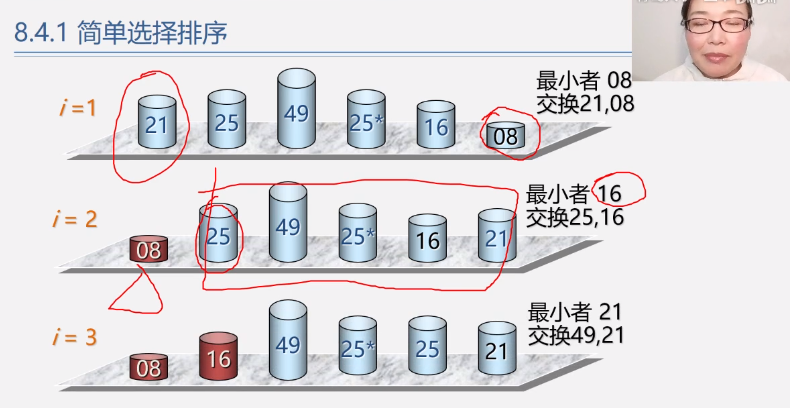 8.4.1 简单选择排序
i =1
21 25 49 25* 16 08
最小者 08
交换21,08
i = 2
08 25 49 25* 16 21
最小者 16
交换25,16
i = 3
08 16 49 25* 25 21
最小者 21
交换49,21